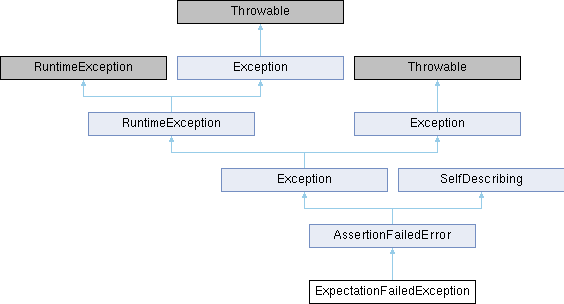 Throwable
RuntimeException
Exception
Throwable
RuntimeException
Exception
Exception
SelfDescribing
AssertionFailedError
ExpectationFailedException